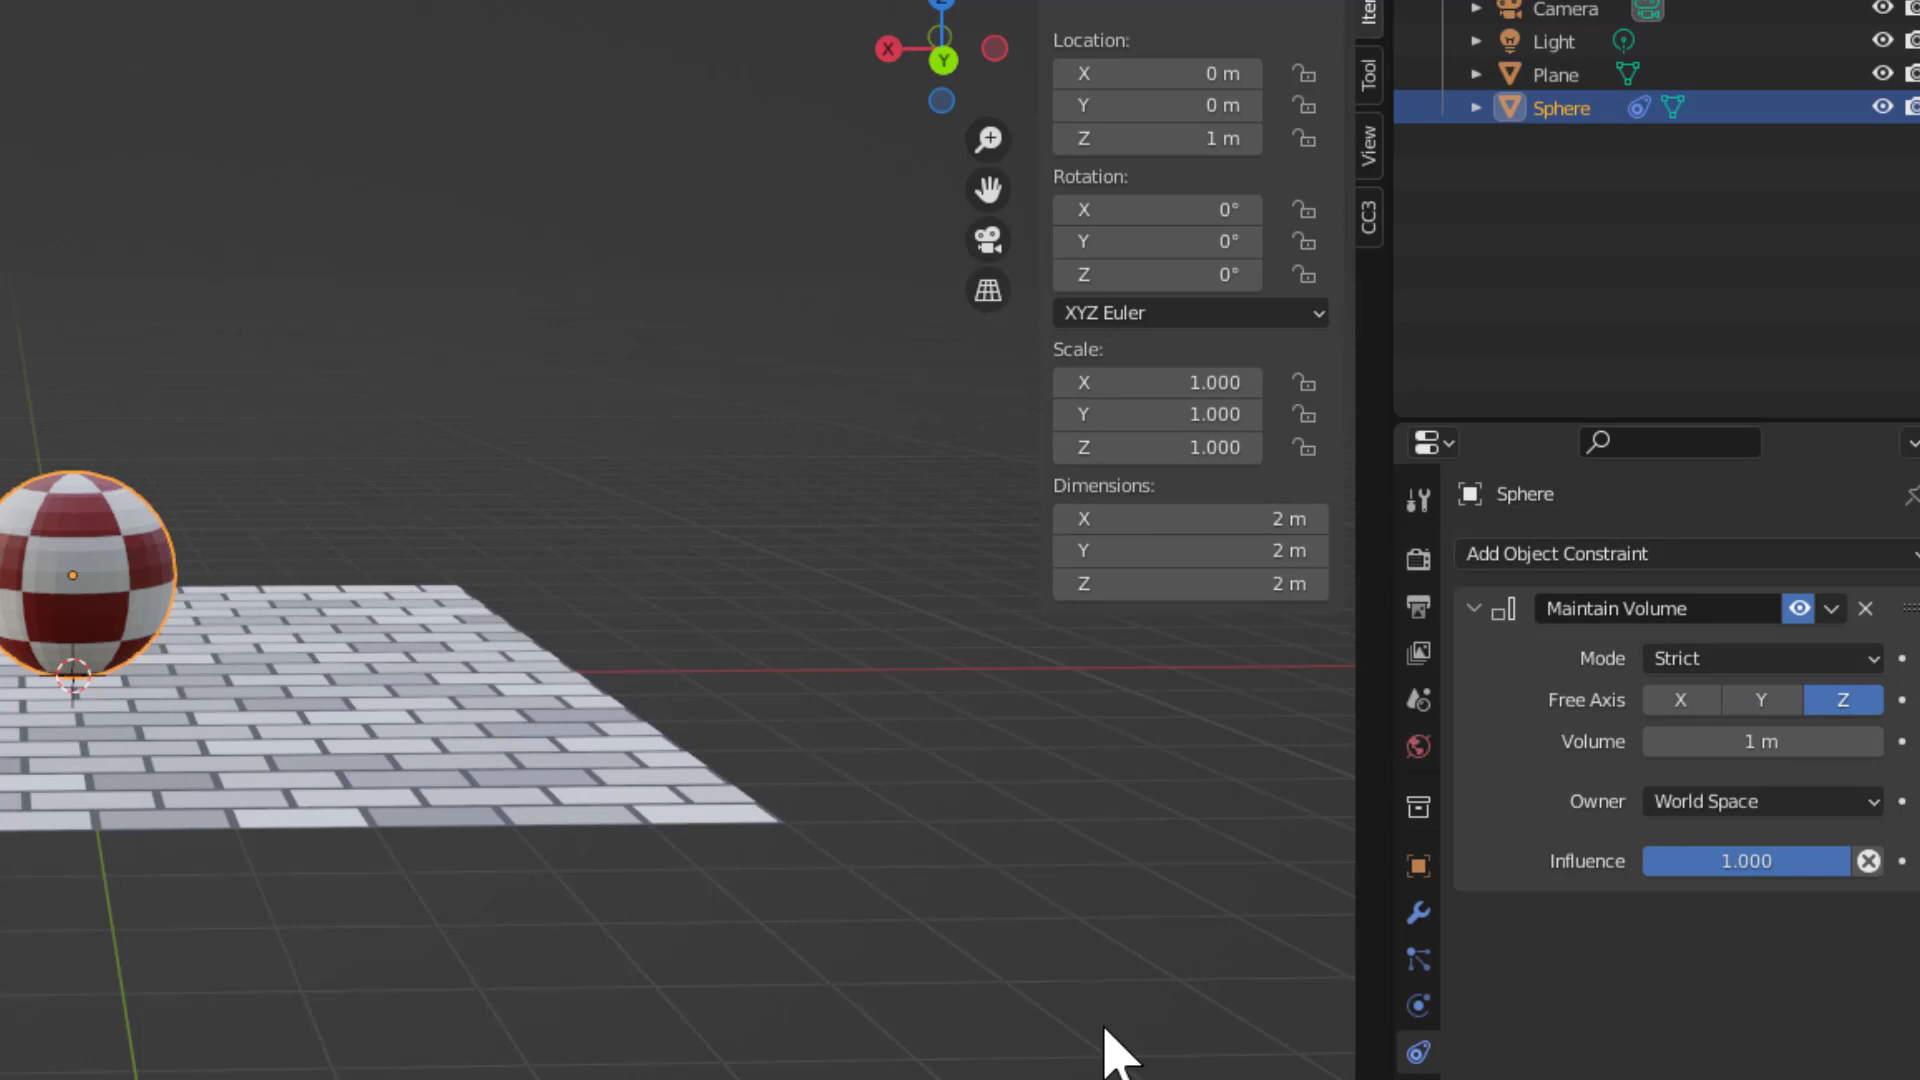 Z
X
Y
Location:
X 0 m
Y 0 m
Z 1 m
Rotation:
X 0°
Y 0°
Z 0°
XYZ Euler
Scale:
X 1.000
Y 1.000
Z 1.000
Dimensions:
X 2 m
Y 2 m
Z 2 m
Tool
View
CC3
Camera
Light
Plane
Sphere
Sphere
Add Object Constraint
Maintain Volume
Mode Strict
Free Axis X Y Z
Volume 1 m
Owner World Space
Influence 1.000